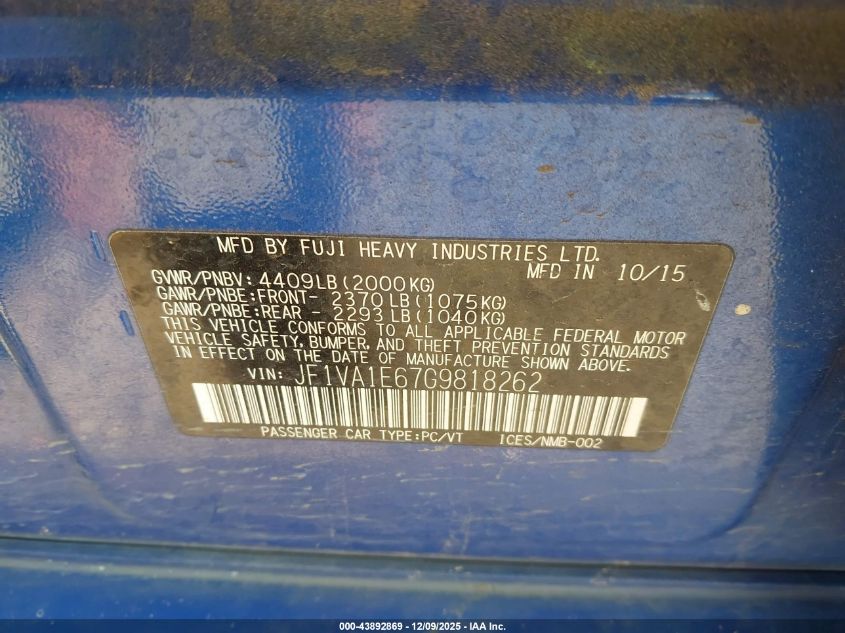 MFD BY FUJI HEAVY INDUSTRIES LTD.
MFD IN 10/15
GVWR/PNBV: 4409LB(2000KG)
GAWR/PNBE:FRONT- 2370LB(1075KG)
GAWR/PNBE:REAR - 2293LB(1040KG)
THIS VEHICLE CONFORMS TO ALL APPLICABLE FEDERAL MOTOR
VEHICLE SAFETY, BUMPER, AND THEFT PREVENTION STANDARDS
IN EFFECT ON THE DATE OF MANUFACTURE SHOWN ABOVE.
VIN: JF1VA1E67G9818262
PASSENGER CAR TYPE:PC/VT ICES/NMB-002
000-43892869 - 12/09/2025 - IAA Inc.